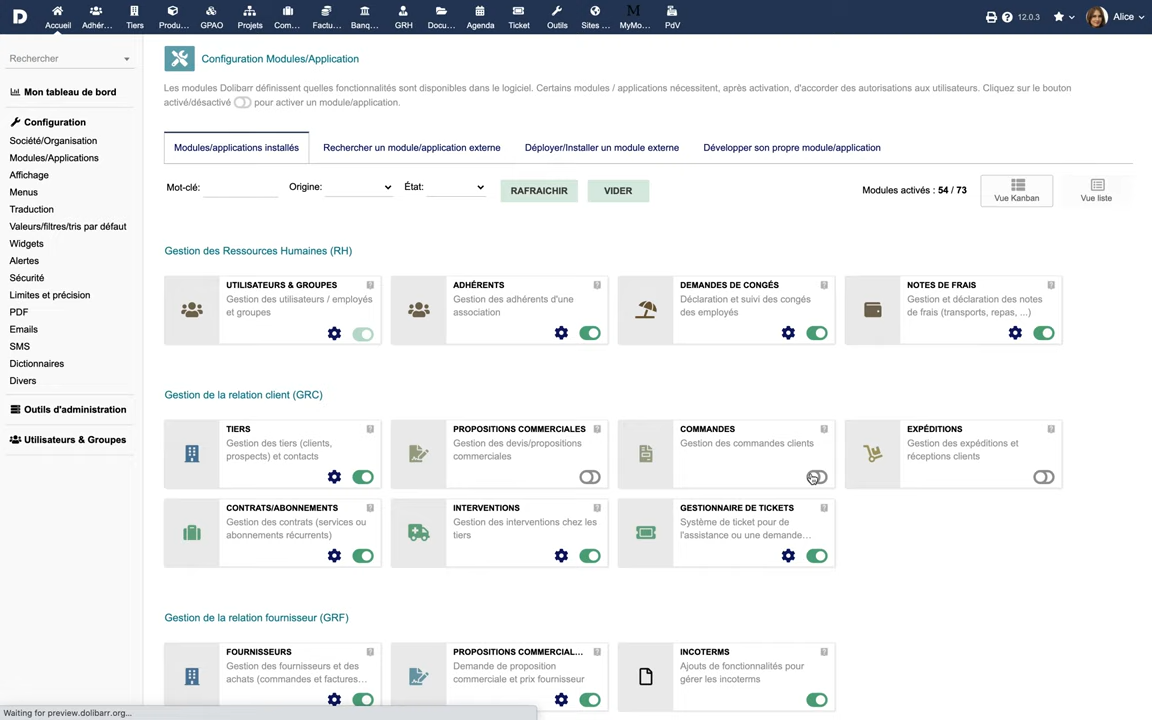 D Accueil Adhér... Tiers Produ... GPAO Projets Com... Factu... Banq... GRH Docu... Agenda Ticket Outils Sites ... M MyMo... PdV 12.0.3 Alice
Rechercher
Mon tableau de bord
Configuration
Société/Organisation
Modules/Applications
Affichage
Menus
Traduction
Valeurs/filtres/tris par défaut
Widgets
Alertes
Sécurité
Limites et précision
PDF
Emails
SMS
Dictionnaires
Divers
Outils d'administration
Utilisateurs & Groupes
Configuration Modules/Application
Les modules Dolibarr définissent quelles fonctionnalités sont disponibles dans le logiciel. Certains modules / applications nécessitent, après activation, d'accorder des autorisations aux utilisateurs. Cliquez sur le bouton
activé/désactivé pour activer un module/application.
Modules/applications installés Rechercher un module/application externe Déployer/Installer un module externe Développer son propre module/application
Mot-clé: Origine: État: RAFRAICHIR VIDER Modules activés : 54 / 73 Vue Kanban Vue liste
Gestion des Ressources Humaines (RH)
UTILISATEURS & GROUPES
Gestion des utilisateurs / employés
et groupes
ADHÉRENTS
Gestion des adhérents d'une
association
DEMANDES DE CONGÉS
Déclaration et suivi des congés
des employés
NOTES DE FRAIS
Gestion et déclaration des notes
de frais (transports, repas, ...)
Gestion de la relation client (GRC)
TIERS
Gestion des tiers (clients,
prospects) et contacts
PROPOSITIONS COMMERCIALES
Gestion des devis/propositions
commerciales
COMMANDES
Gestion des commandes clients
EXPÉDITIONS
Gestion des expéditions et
réceptions clients
CONTRATS/ABONNEMENTS
Gestion des contrats (services ou
abonnements récurrents)
INTERVENTIONS
Gestion des interventions chez les
tiers
GESTIONNAIRE DE TICKETS
Système de ticket pour de
l'assistance ou une demande...
Gestion de la relation fournisseur (GRF)
FOURNISSEURS
Gestion des fournisseurs et des
achats (commandes et factures...
PROPOSITIONS COMMERCIAL...
Demande de proposition
commerciale et prix fournisseur
INCOTERMS
Ajouts de fonctionnalités pour
gérer les incoterms
Waiting for preview.dolibarr.org...